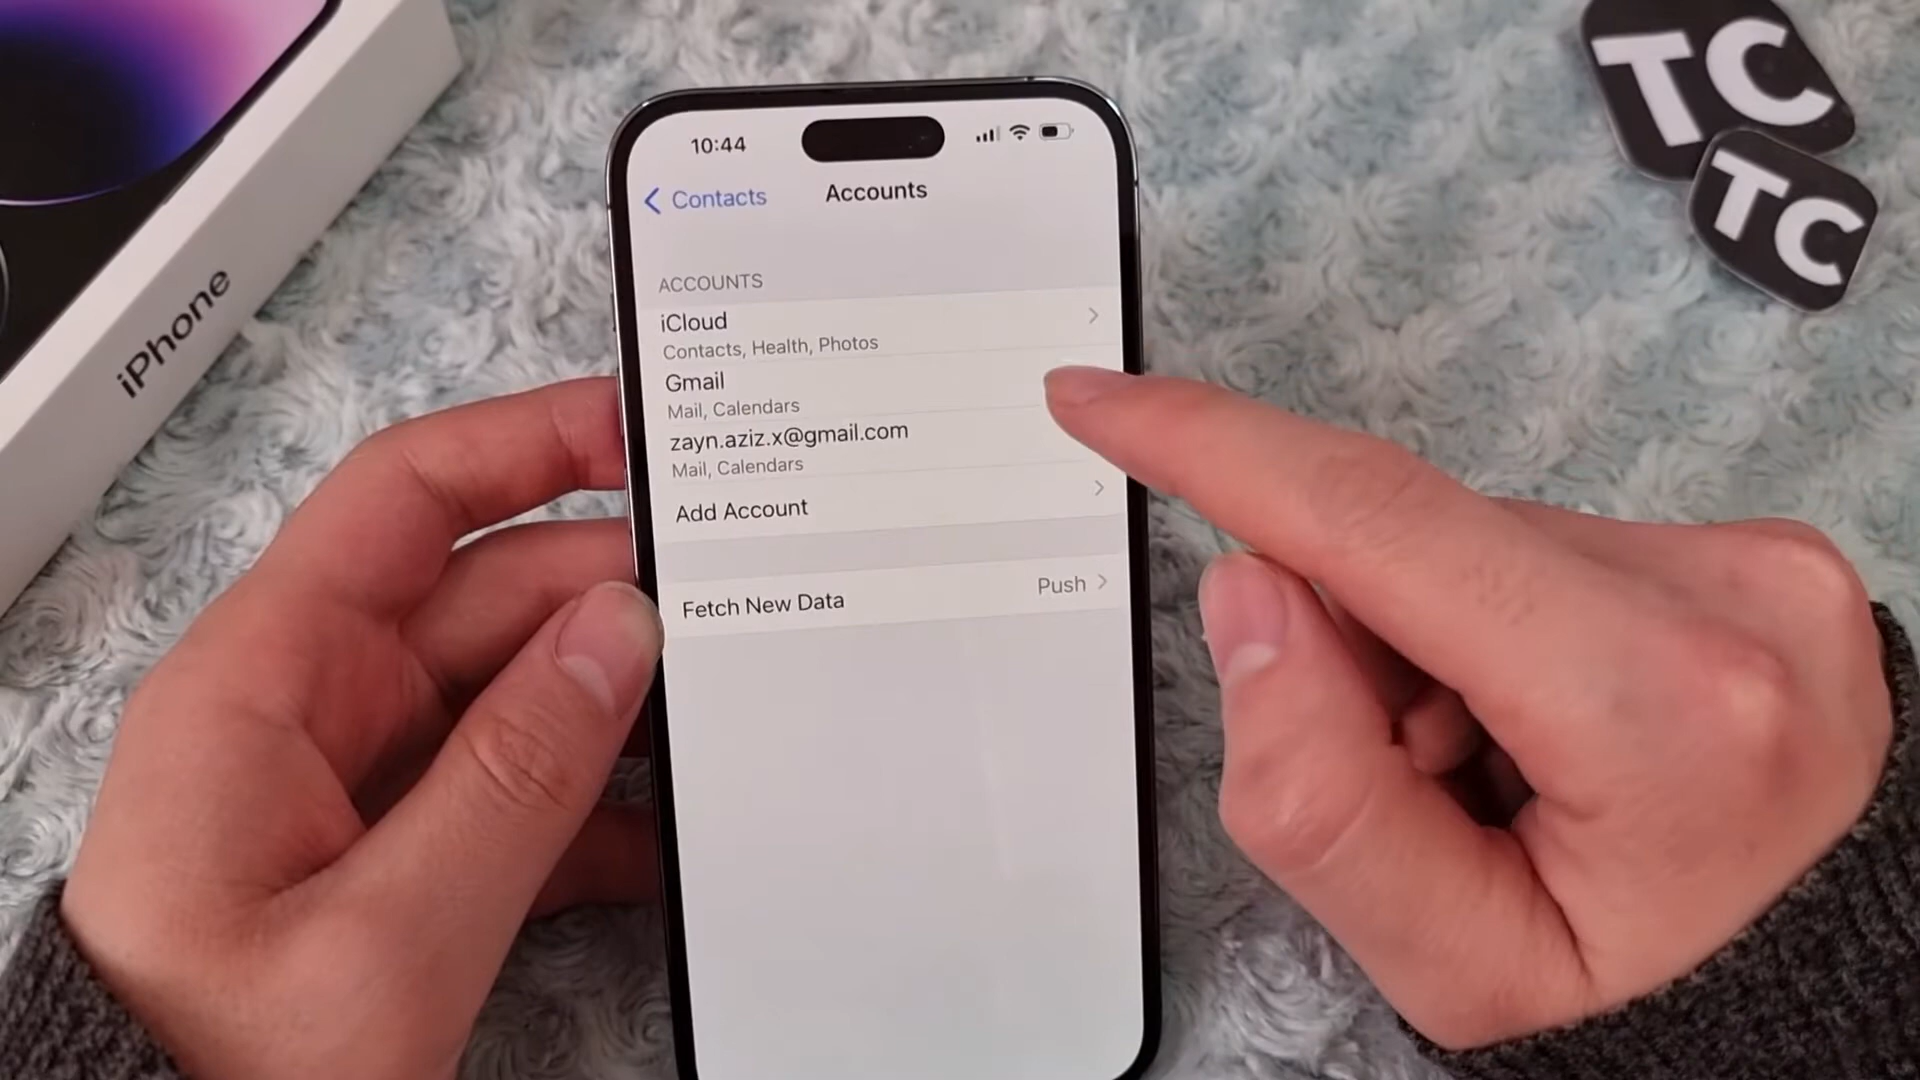 TC
TC
iPhone
10:44
Contacts
Accounts
ACCOUNTS
iCloud
Contacts, Health, Photos
Gmail
Mail, Calendars
zayn.aziz.x@gmail.com
Mail, Calendars
Add Account
Fetch New Data Push